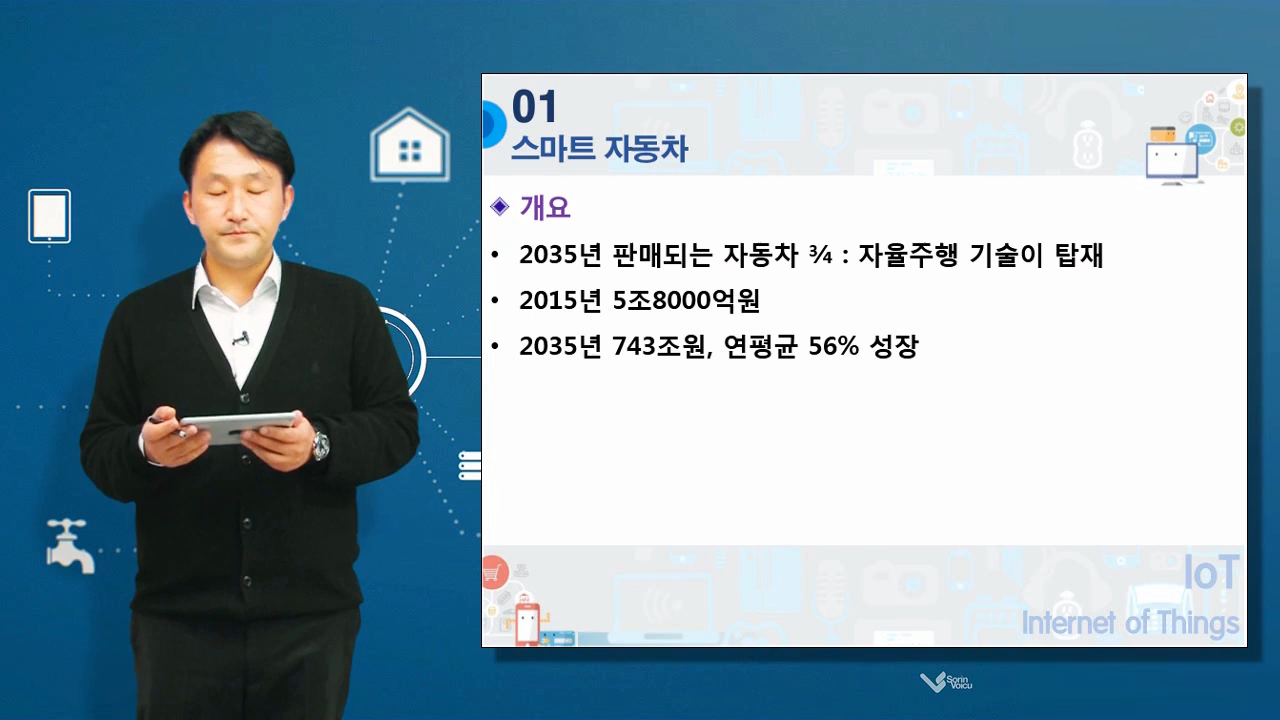 01
스마트 자동차
개요
• 2035년 판매되는 자동차 ¾ : 자율주행 기술이 탑재
• 2015년 5조8000억원
• 2035년 743조원, 연평균 56% 성장
IoT
Internet of Things
Sorin
Voicu